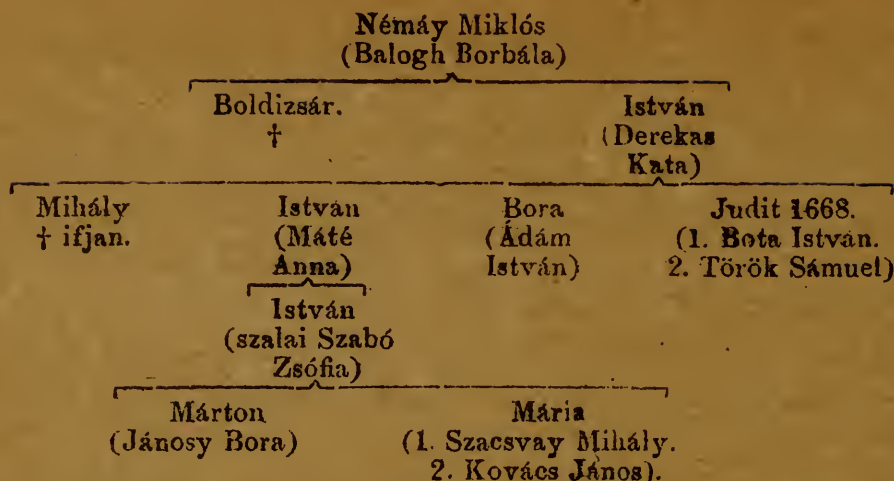 Némáy Miklós
(Balogh Borbála)
Boldizsár. István
† (Derekas
Kata)
Mihály István Bora Judit 1668.
† ifjan. (Máté (Ádám (1. Bota István.
Anna) István) 2. Török Sámuel)
István
(szalai Szabó
Zsófia)
Márton Mária
(Jánosy Bora) (1. Szacsvay Mihály.
2. Kovács János).